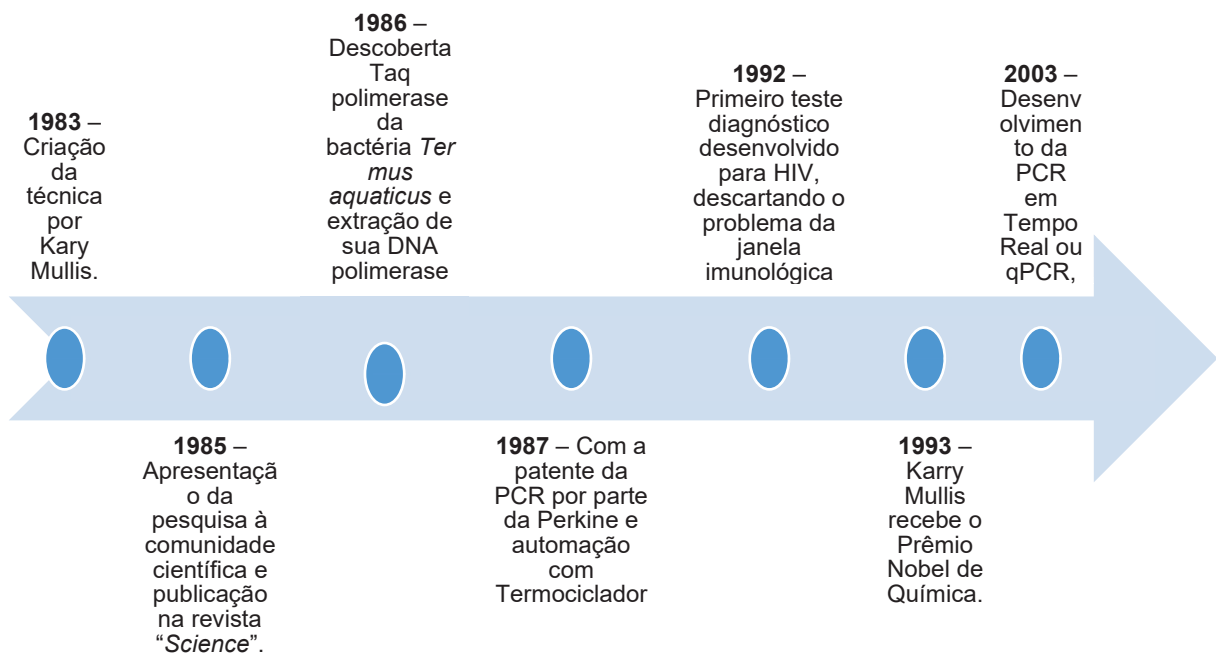 1983 –
Criação
da
técnica
por
Kary
Mullis.
1985 –
Apresentaçã
o da
pesquisa à
comunidade
científica e
publicação
na revista
“Science”.
1986 –
Descoberta
Taq
polimerase
da
bactéria Ter
mus
aquaticus e
extração de
sua DNA
polimerase
1987 – Com a
patente da
PCR por parte
da Perkine e
automação
com
Termociclador
1992 –
Primeiro teste
diagnóstico
desenvolvido
para HIV,
descartando o
problema da
janela
imunológica
1993 –
Karry
Mullis
recebe o
Prêmio
Nobel de
Química.
2003 –
Desenv
olvimen
to da
PCR
em
Tempo
Real ou
qPCR,